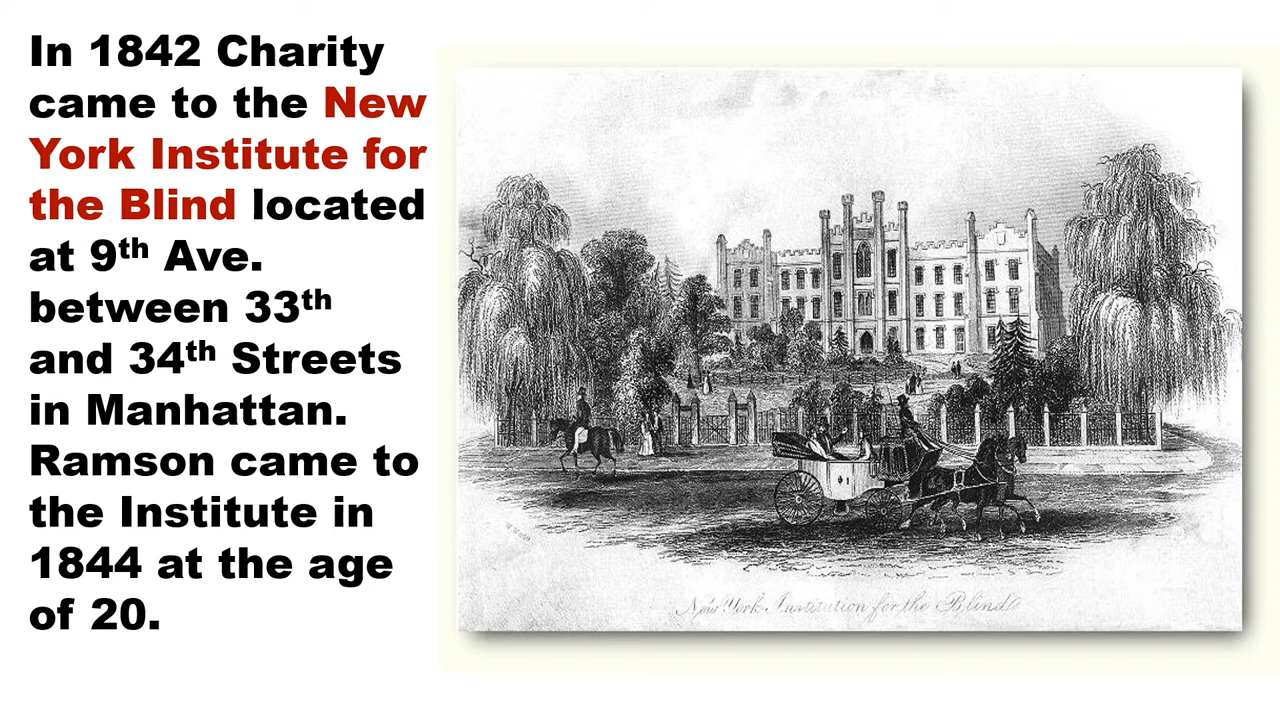 In 1842 Charity
came to the New
York Institute for
the Blind located
at 9th Ave.
between 33th
and 34th Streets
in Manhattan.
Ramson came to
the Institute in
1844 at the age
of 20.
New York Institution for the Blind